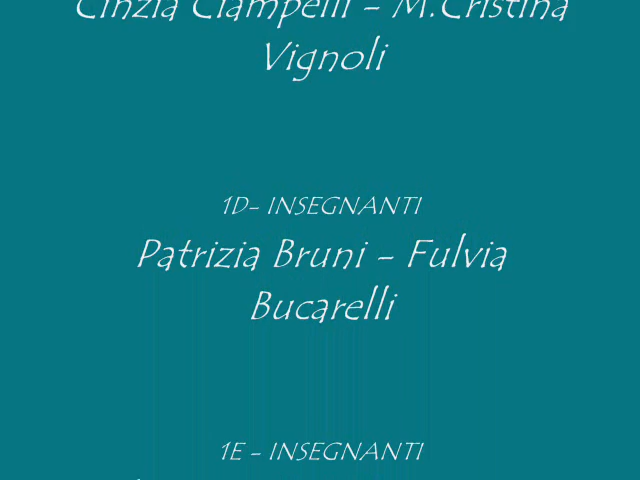 Cinzia Ciampelli - M.Cristina
Vignoli
1D- INSEGNANTI
Patrizia Bruni - Fulvia
Bucarelli
1E - INSEGNANTI